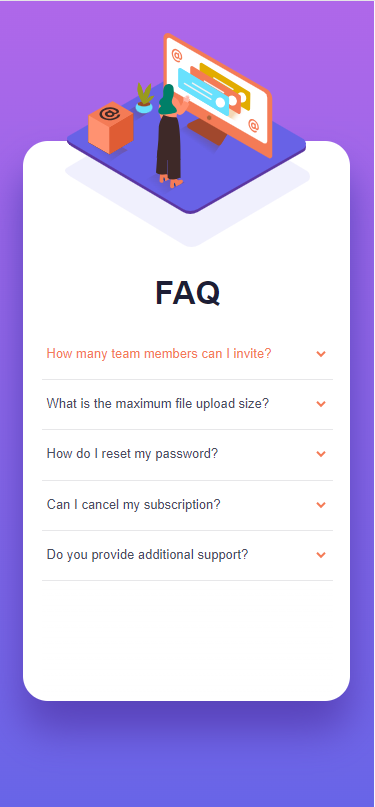 @
@
@
FAQ
How many team members can I invite?
What is the maximum file upload size?
How do I reset my password?
Can I cancel my subscription?
Do you provide additional support?